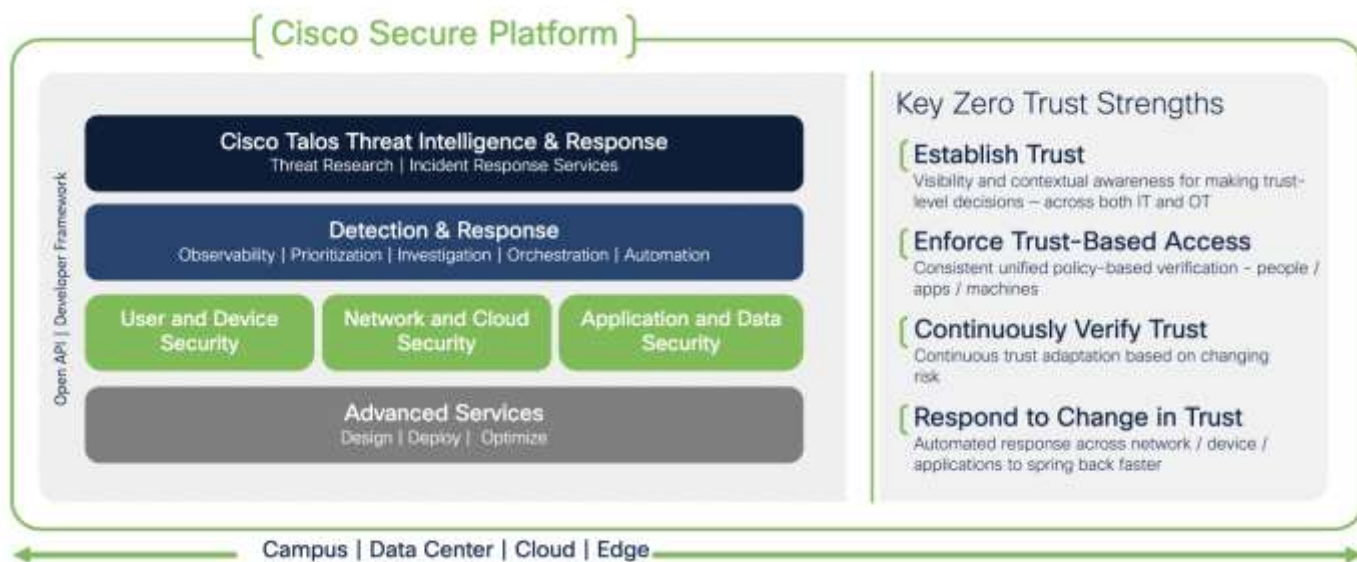 Cisco Secure Platform
Open API | Developer Framework
Cisco Talos Threat Intelligence & Response
Threat Research | Incident Response Services
Detection & Response
Observability | Prioritization | Investigation | Orchestration | Automation
User and Device
Security
Network and Cloud
Security
Application and Data
Security
Advanced Services
Design | Deploy | Optimize
Key Zero Trust Strengths
Establish Trust
Visibility and contextual awareness for making trust-
level decisions – across both IT and OT
Enforce Trust-Based Access
Consistent unified policy-based verification - people /
apps / machines
Continuously Verify Trust
Continuous trust adaptation based on changing
risk
Respond to Change in Trust
Automated response across network / device /
applications to spring back faster
Campus | Data Center | Cloud | Edge